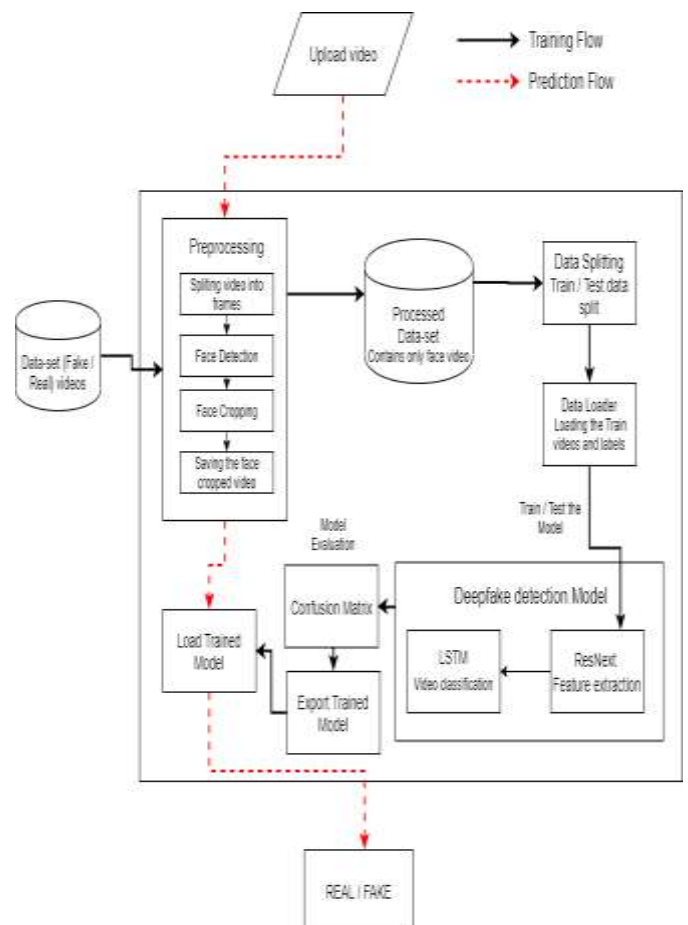 Upload video
Training Flow
Prediction Flow
Preprocessing
Spliting video into
frames
Face Detection
Face Cropping
Saving the face
cropped video
Data-set (Fake /
Real) videos
Processed
Data-set
Contains only face video
Data Splitting
Train / Test data
split
Data Loader
Loading the Train
videos and labels
Train / Test the
Model
Model
Evaluation
Confusion Matrix
Export Trained
Model
Load Trained
Model
Deepfake detection Model
LSTM
Video classification
ResNext
Feature extraction
REAL / FAKE